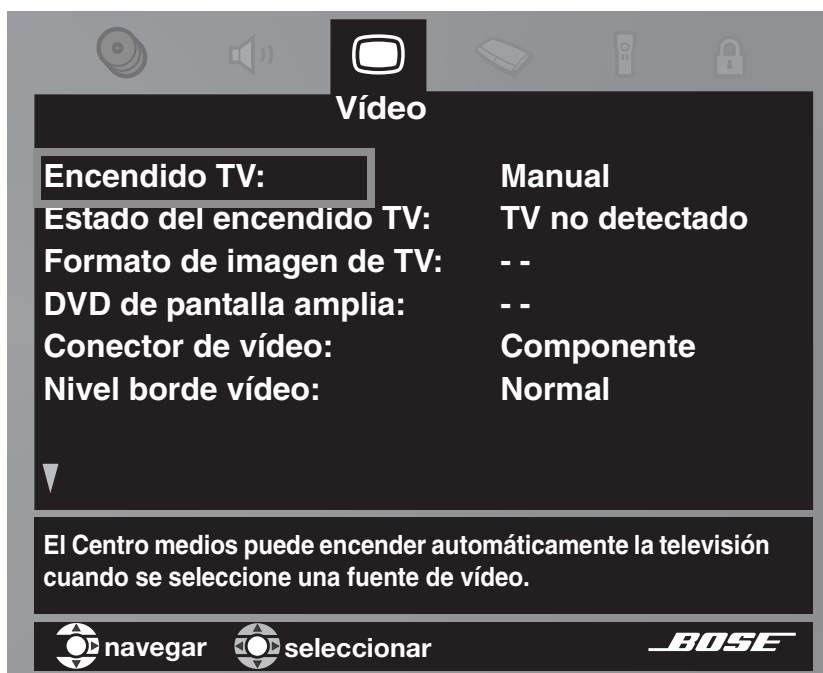 Vídeo
Encendido TV: Manual
Estado del encendido TV: TV no detectado
Formato de imagen de TV: - -
DVD de pantalla amplia: - -
Conector de vídeo: Componente
Nivel borde vídeo: Normal
El Centro medios puede encender automáticamente la televisión
cuando se seleccione una fuente de vídeo.
navegar seleccionar BOSE